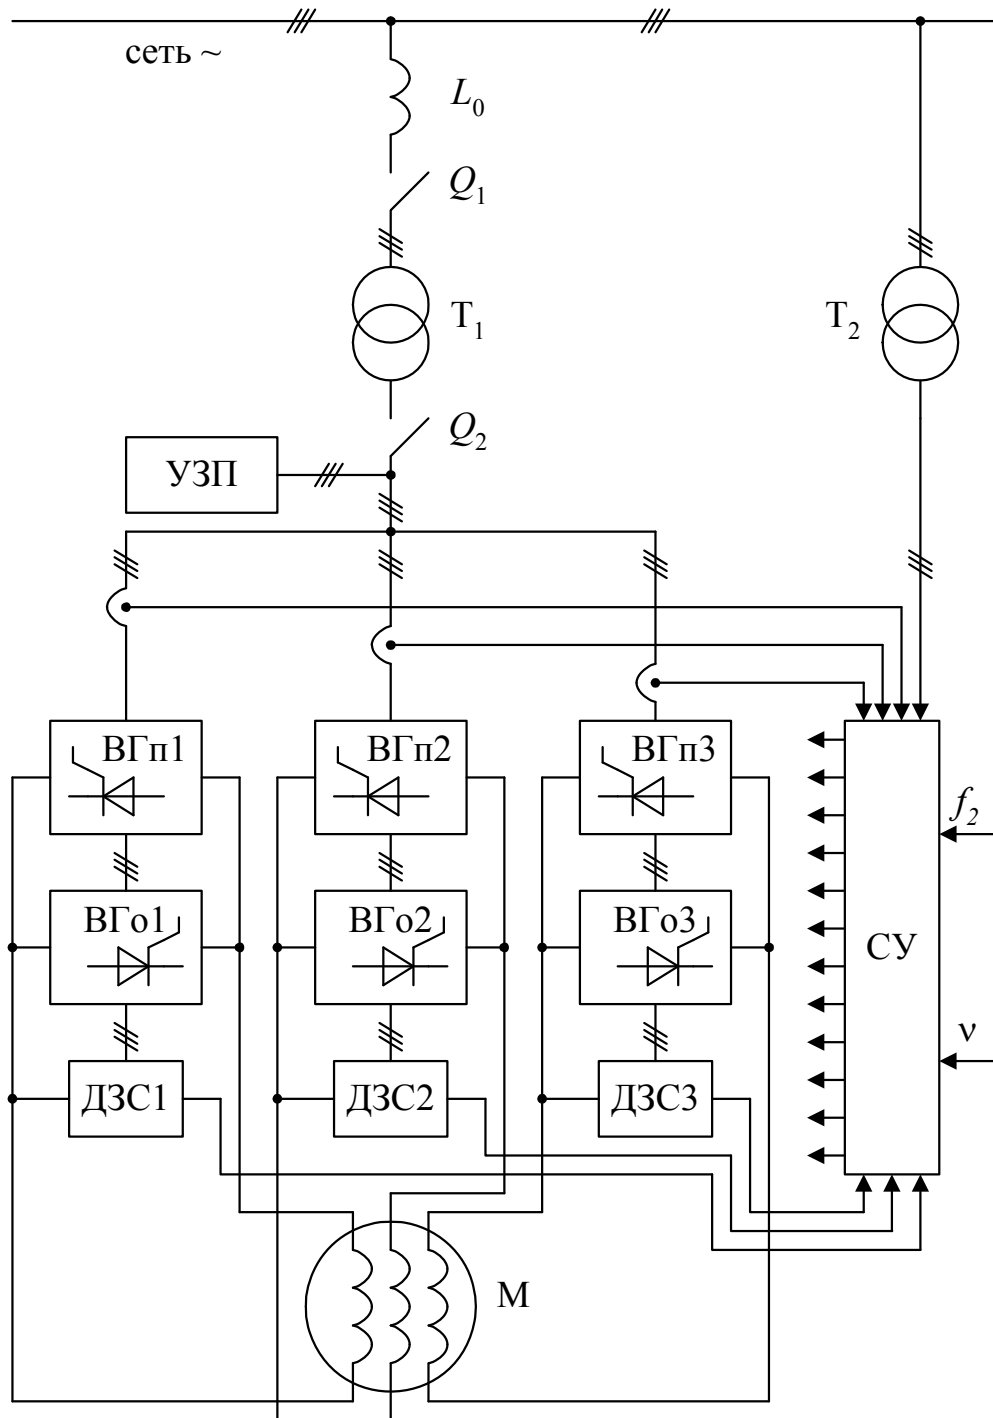 сеть ~
L₀
Q₁
T₁
T₂
Q₂
УЗП
ВГп1
ВГп2
ВГп3
f₂
ВГо1
ВГо2
ВГо3
СУ
ν
ДЗС1
ДЗС2
ДЗС3
М